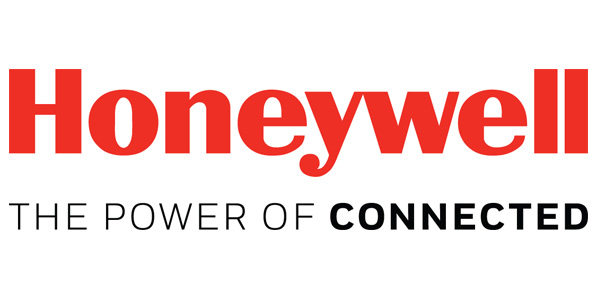 Honeywell
THE POWER OF CONNECTED